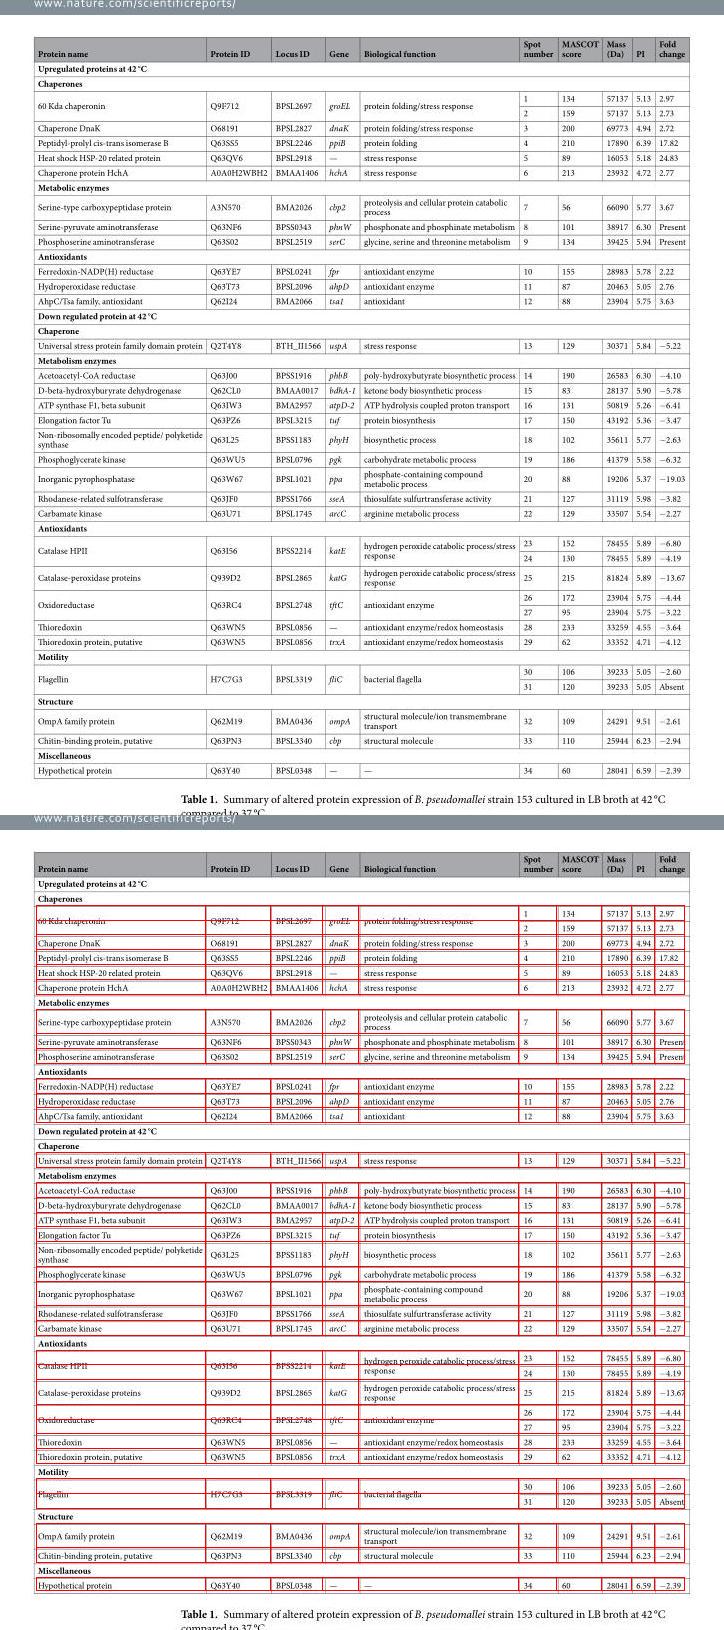 www.nature.com/scientificreports/
Protein name Protein ID Locus ID Gene Biological function Spot number MASCOT score Mass (Da) PI Fold change
Upregulated proteins at 42 °C
Chaperones
60 Kda chaperonin Q9F712 BPSL2697 groEL protein folding/stress response 1 134 57137 5.13 2.97
2 159 57137 5.13 2.73
Chaperone DnaK O68191 BPSL2827 dnaK protein folding/stress response 3 200 69773 4.94 2.72
Peptidyl-prolyl cis-trans isomerase B Q63SS5 BPSL2246 ppiB protein folding 4 210 17890 6.39 17.82
Heat shock HSP-20 related protein Q63QV6 BPSL2918 — stress response 5 89 16053 5.18 24.83
Chaperone protein HchA A0A0H2WBH2 BMAA1406 hchA stress response 6 213 23932 4.72 2.77
Metabolic enzymes
Serine-type carboxypeptidase protein A3N570 BMA2026 cbp2 proteolysis and cellular protein catabolic process 7 56 66090 5.77 3.67
Serine-pyruvate aminotransferase Q63NF6 BPSS0343 phnW phosphonate and phosphinate metabolism 8 101 38917 6.30 Present
Phosphoserine aminotransferase Q63S02 BPSL2519 serC glycine, serine and threonine metabolism 9 134 39425 5.94 Present
Antioxidants
Ferredoxin-NADP(H) reductase Q63YE7 BPSL0241 fpr antioxidant enzyme 10 155 28983 5.78 2.22
Hydroperoxidase reductase Q63T73 BPSL2096 ahpD antioxidant enzyme 11 87 20463 5.05 2.76
AhpC/Tsa family, antioxidant Q62I24 BMA2066 tsa1 antioxidant 12 88 23904 5.75 3.63
Down regulated protein at 42 °C
Chaperone
Universal stress protein family domain protein Q2T4Y8 BTH_II1566 uspA stress response 13 129 30371 5.84 −5.22
Metabolism enzymes
Acetoacetyl-CoA reductase Q63J00 BPSS1916 phbB poly-hydroxybutyrate biosynthetic process 14 190 26583 6.30 −4.10
D-beta-hydroxyburyrate dehydrogenase Q62CL0 BMAA0017 bdhA-1 ketone body biosynthetic process 15 83 28137 5.90 −5.78
ATP synthase F1, beta subunit Q63IW3 BMA2957 atpD-2 ATP hydrolysis coupled proton transport 16 131 50819 5.26 −6.41
Elongation factor Tu Q63PZ6 BPSL3215 tuf protein biosynthesis 17 150 43192 5.36 −3.47
Non-ribosomally encoded peptide/ polyketide synthase Q63L25 BPSS1183 phyH biosynthetic process 18 102 35611 5.77 −2.63
Phosphoglycerate kinase Q63WU5 BPSL0796 pgk carbohydrate metabolic process 19 186 41379 5.58 −6.32
Inorganic pyrophosphatase Q63W67 BPSL1021 ppa phosphate-containing compound metabolic process 20 88 19206 5.37 −19.03
Rhodanese-related sulfotransferase Q63JF0 BPSS1766 sseA thiosulfate sulfurtransferase activity 21 127 31119 5.98 −3.82
Carbamate kinase Q63U71 BPSL1745 arcC arginine metabolic process 22 129 33507 5.54 −2.27
Antioxidants
Catalase HPII Q63I56 BPSS2214 katE hydrogen peroxide catabolic process/stress response 23 152 78455 5.89 −6.80
24 130 78455 5.89 −4.19
Catalase-peroxidase proteins Q939D2 BPSL2865 katG hydrogen peroxide catabolic process/stress response 25 215 81824 5.89 −13.67
Oxidoreductase Q63RC4 BPSL2748 tftC antioxidant enzyme 26 172 23904 5.75 −4.44
27 95 23904 5.75 −3.22
Thioredoxin Q63WN5 BPSL0856 — antioxidant enzyme/redox homeostasis 28 233 33259 4.55 −3.64
Thioredoxin protein, putative Q63WN5 BPSL0856 trxA antioxidant enzyme/redox homeostasis 29 62 33352 4.71 −4.12
Motility
Flagellin H7C7G3 BPSL3319 fliC bacterial flagella 30 106 39233 5.05 −2.60
31 120 39233 5.05 Absent
Structure
OmpA family protein Q62M19 BMA0436 ompA structural molecule/ion transmembrane transport 32 109 24291 9.51 −2.61
Chitin-binding protein, putative Q63PN3 BPSL3340 cbp structural molecule 33 110 25944 6.23 −2.94
Miscellaneous
Hypothetical protein Q63Y40 BPSL0348 — — 34 60 28041 6.59 −2.39
Table 1. Summary of altered protein expression of B. pseudomallei strain 153 cultured in LB broth at 42 °C
compared to 37 °C
www.nature.com/scientificreports/
Protein name Protein ID Locus ID Gene Biological function Spot number MASCOT score Mass (Da) PI Fold change
Upregulated proteins at 42 °C
Chaperones
60 Kda chaperonin Q9F712 BPSL2697 groEL protein folding/stress response 1 134 57137 5.13 2.97
2 159 57137 5.13 2.73
Chaperone DnaK O68191 BPSL2827 dnaK protein folding/stress response 3 200 69773 4.94 2.72
Peptidyl-prolyl cis-trans isomerase B Q63SS5 BPSL2246 ppiB protein folding 4 210 17890 6.39 17.82
Heat shock HSP-20 related protein Q63QV6 BPSL2918 — stress response 5 89 16053 5.18 24.83
Chaperone protein HchA A0A0H2WBH2 BMAA1406 hchA stress response 6 213 23932 4.72 2.77
Metabolic enzymes
Serine-type carboxypeptidase protein A3N570 BMA2026 cbp2 proteolysis and cellular protein catabolic process 7 56 66090 5.77 3.67
Serine-pyruvate aminotransferase Q63NF6 BPSS0343 phnW phosphonate and phosphinate metabolism 8 101 38917 6.30 Present
Phosphoserine aminotransferase Q63S02 BPSL2519 serC glycine, serine and threonine metabolism 9 134 39425 5.94 Present
Antioxidants
Ferredoxin-NADP(H) reductase Q63YE7 BPSL0241 fpr antioxidant enzyme 10 155 28983 5.78 2.22
Hydroperoxidase reductase Q63T73 BPSL2096 ahpD antioxidant enzyme 11 87 20463 5.05 2.76
AhpC/Tsa family, antioxidant Q62I24 BMA2066 tsa1 antioxidant 12 88 23904 5.75 3.63
Down regulated protein at 42 °C
Chaperone
Universal stress protein family domain protein Q2T4Y8 BTH_II1566 uspA stress response 13 129 30371 5.84 −5.22
Metabolism enzymes
Acetoacetyl-CoA reductase Q63J00 BPSS1916 phbB poly-hydroxybutyrate biosynthetic process 14 190 26583 6.30 −4.10
D-beta-hydroxyburyrate dehydrogenase Q62CL0 BMAA0017 bdhA-1 ketone body biosynthetic process 15 83 28137 5.90 −5.78
ATP synthase F1, beta subunit Q63IW3 BMA2957 atpD-2 ATP hydrolysis coupled proton transport 16 131 50819 5.26 −6.41
Elongation factor Tu Q63PZ6 BPSL3215 tuf protein biosynthesis 17 150 43192 5.36 −3.47
Non-ribosomally encoded peptide/ polyketide synthase Q63L25 BPSS1183 phyH biosynthetic process 18 102 35611 5.77 −2.63
Phosphoglycerate kinase Q63WU5 BPSL0796 pgk carbohydrate metabolic process 19 186 41379 5.58 −6.32
Inorganic pyrophosphatase Q63W67 BPSL1021 ppa phosphate-containing compound metabolic process 20 88 19206 5.37 −19.03
Rhodanese-related sulfotransferase Q63JF0 BPSS1766 sseA thiosulfate sulfurtransferase activity 21 127 31119 5.98 −3.82
Carbamate kinase Q63U71 BPSL1745 arcC arginine metabolic process 22 129 33507 5.54 −2.27
Antioxidants
Catalase HPII Q63I56 BPSS2214 katE hydrogen peroxide catabolic process/stress response 23 152 78455 5.89 −6.80
24 130 78455 5.89 −4.19
Catalase-peroxidase proteins Q939D2 BPSL2865 katG hydrogen peroxide catabolic process/stress response 25 215 81824 5.89 −13.67
Oxidoreductase Q63RC4 BPSL2748 tftC antioxidant enzyme 26 172 23904 5.75 −4.44
27 95 23904 5.75 −3.22
Thioredoxin Q63WN5 BPSL0856 — antioxidant enzyme/redox homeostasis 28 233 33259 4.55 −3.64
Thioredoxin protein, putative Q63WN5 BPSL0856 trxA antioxidant enzyme/redox homeostasis 29 62 33352 4.71 −4.12
Motility
Flagellin H7C7G3 BPSL3319 fliC bacterial flagella 30 106 39233 5.05 −2.60
31 120 39233 5.05 Absent
Structure
OmpA family protein Q62M19 BMA0436 ompA structural molecule/ion transmembrane transport 32 109 24291 9.51 −2.61
Chitin-binding protein, putative Q63PN3 BPSL3340 cbp structural molecule 33 110 25944 6.23 −2.94
Miscellaneous
Hypothetical protein Q63Y40 BPSL0348 — — 34 60 28041 6.59 −2.39
Table 1. Summary of altered protein expression of B. pseudomallei strain 153 cultured in LB broth at 42 °C
compared to 37 °C